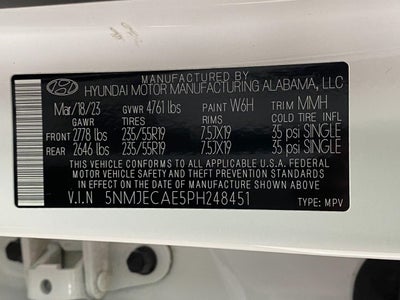 MANUFACTURED BY
HYUNDAI MOTOR MANUFACTURING ALABAMA, LLC
Mar/18/23 GVWR 4761 lbs PAINT W6H TRIM MMH
GAWR TIRES RIMS COLD TIRE INFL
FRONT 2778 lbs 235/55R19 7.5JX19 35 psi SINGLE
REAR 2646 lbs 235/55R19 7.5JX19 35 psi SINGLE
THIS VEHICLE CONFORMS TO ALL APPLICABLE U.S.A. FEDERAL
MOTOR VEHICLE SAFETY, BUMPER, AND THEFT PREVENTION
STANDARDS IN EFFECT ON THE DATE OF MANUFACTURE SHOWN ABOVE
V.I.N 5NMJECAE5PH248451 TYPE: MPV